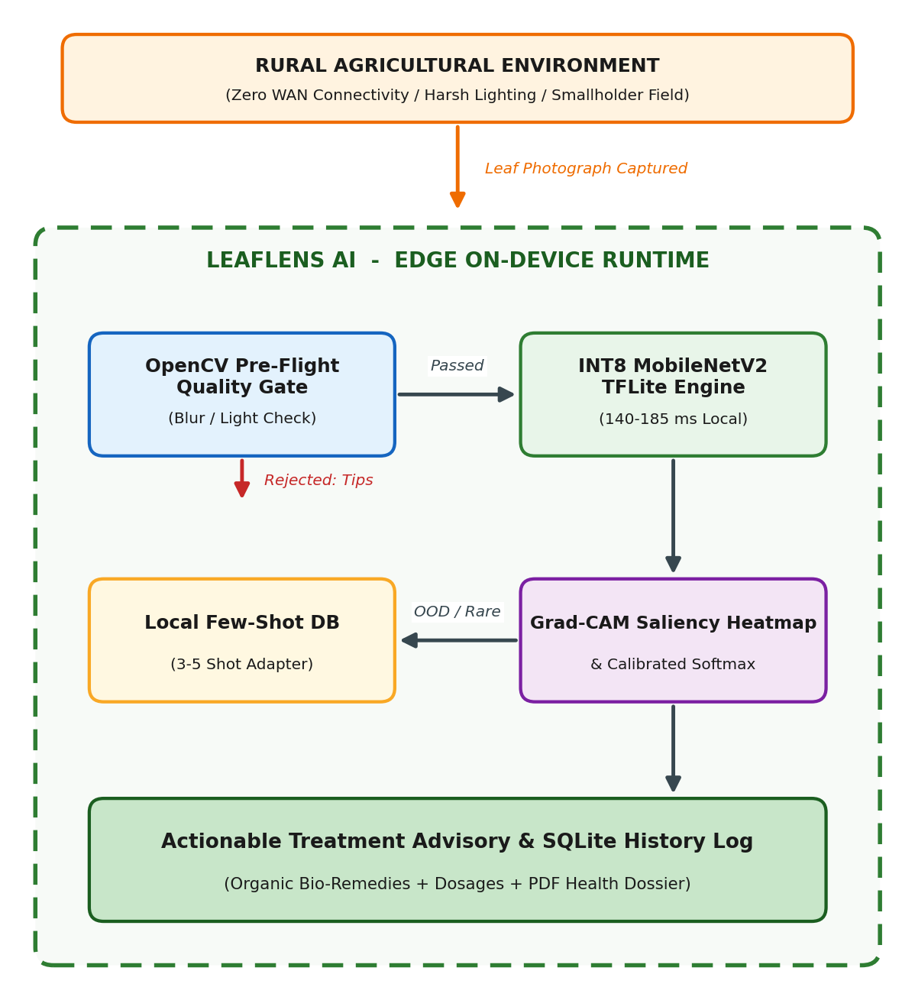 RURAL AGRICULTURAL ENVIRONMENT
(Zero WAN Connectivity / Harsh Lighting / Smallholder Field)
Leaf Photograph Captured
LEAFLENS AI - EDGE ON-DEVICE RUNTIME
OpenCV Pre-Flight
Quality Gate
(Blur / Light Check)
Passed
INT8 MobileNetV2
TFLite Engine
(140-185 ms Local)
Rejected: Tips
Local Few-Shot DB
(3-5 Shot Adapter)
OOD / Rare
Grad-CAM Saliency Heatmap
& Calibrated Softmax
Actionable Treatment Advisory & SQLite History Log
(Organic Bio-Remedies + Dosages + PDF Health Dossier)